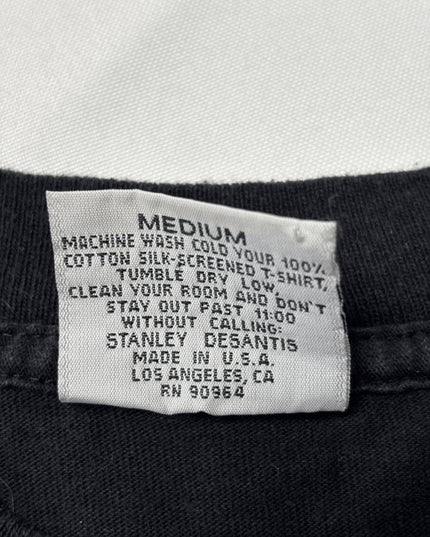 MEDIUM
MACHINE WASH COLD YOUR 100%
COTTON SILK-SCREENED T-SHIRT,
TUMBLE DRY LOW,
CLEAN YOUR ROOM AND DON'T
STAY OUT PAST 11:00
WITHOUT CALLING:
STANLEY DESANTIS
MADE IN U.S.A.
LOS ANGELES, CA
RN 90964